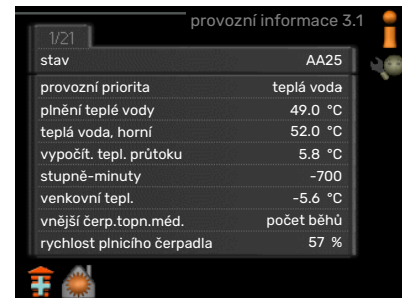 provozní informace 3.1
1/21
stav AA25
provozní priorita teplá voda
plnění teplé vody 49.0 °C
teplá voda, horní 52.0 °C
vypočít. tepl. průtoku 5.8 °C
stupně-minuty -700
venkovní tepl. -5.6 °C
vnější čerp.topn.méd. počet běhů
rychlost plnicího čerpadla 57 %